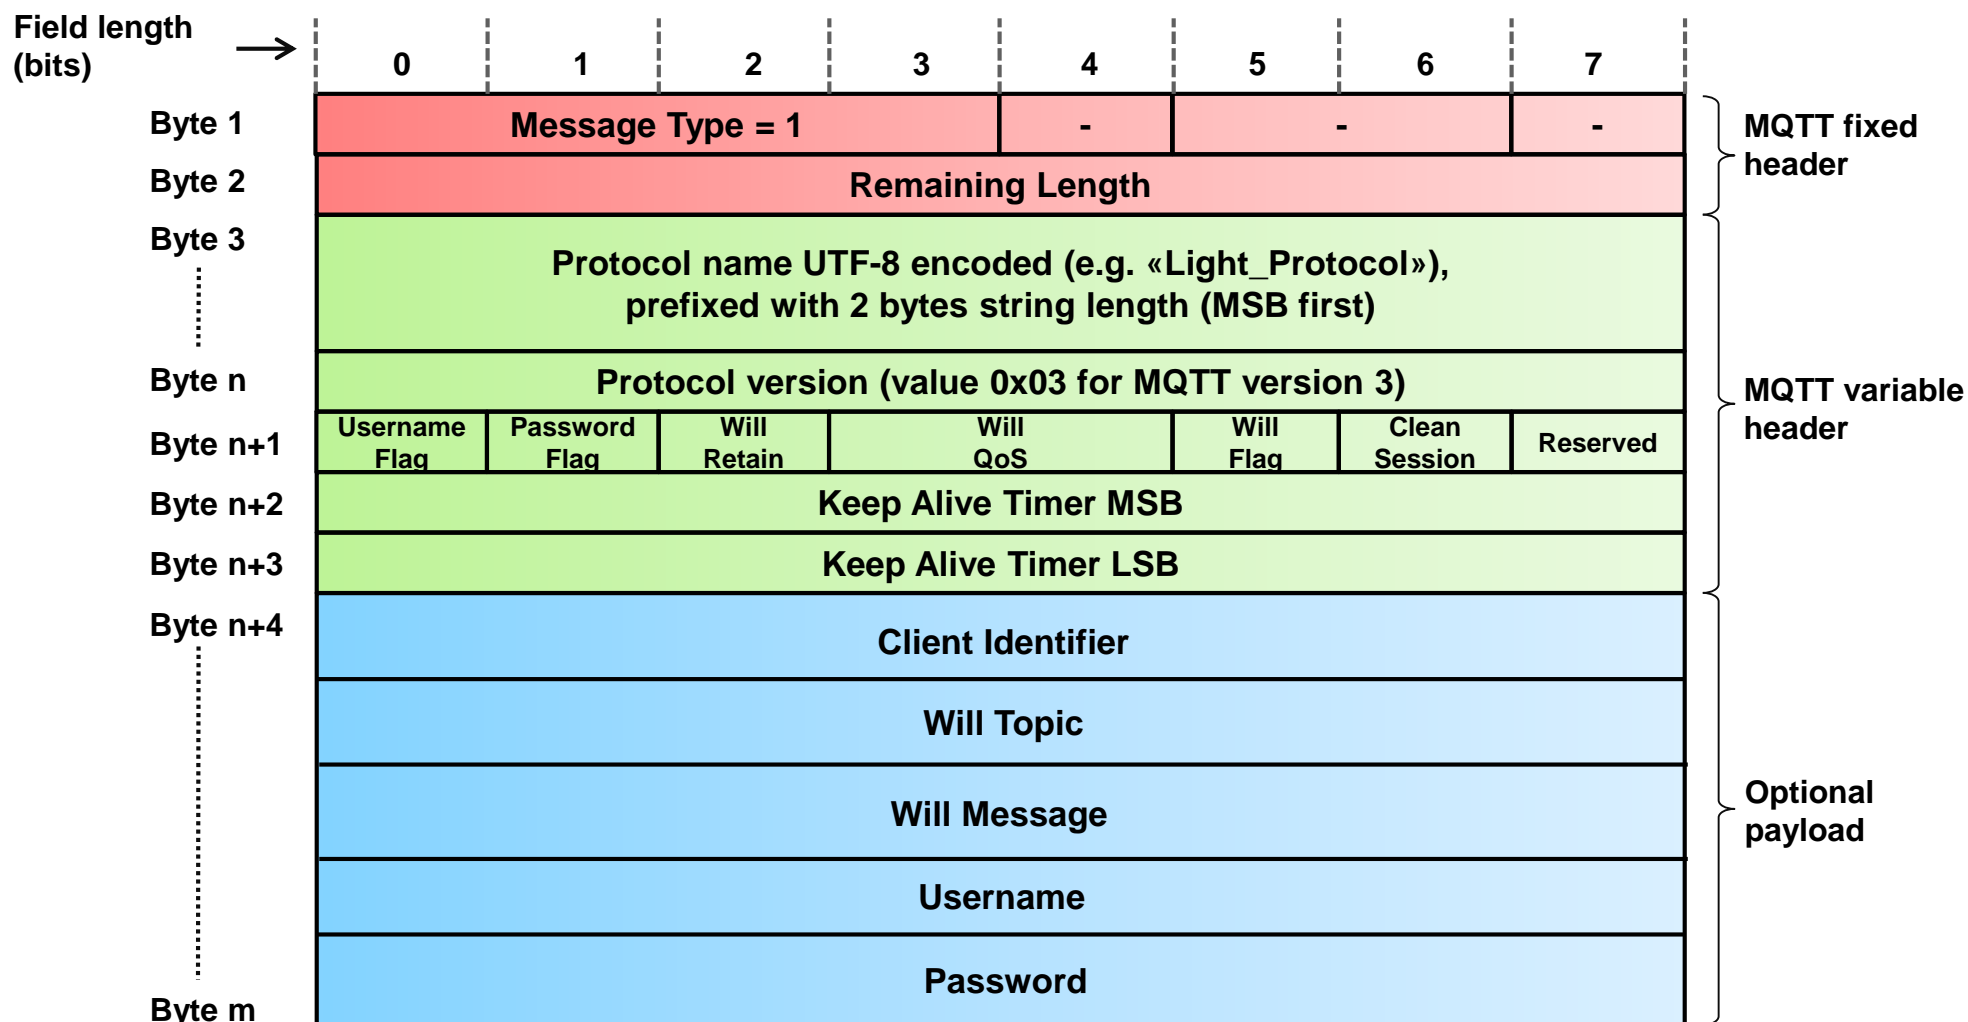 Field length
(bits)
0 1 2 3 4 5 6 7
Byte 1
Message Type = 1
-
-
-
MQTT fixed
header
Byte 2
Remaining Length
Byte 3
Protocol name UTF-8 encoded (e.g. «Light_Protocol»),
prefixed with 2 bytes string length (MSB first)
Byte n
Protocol version (value 0x03 for MQTT version 3)
MQTT variable
header
Byte n+1
Username
Flag
Password
Flag
Will
Retain
Will
QoS
Will
Flag
Clean
Session
Reserved
Byte n+2
Keep Alive Timer MSB
Byte n+3
Keep Alive Timer LSB
Byte n+4
Client Identifier
Will Topic
Will Message
Optional
payload
Username
Password
Byte m